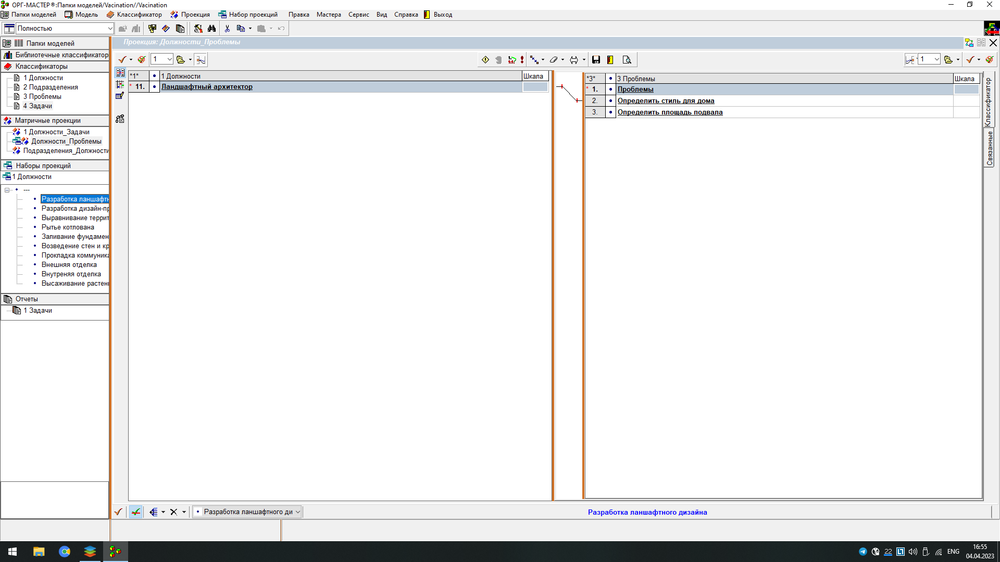 ОРГ-МАСТЕР®:Папки моделей/Vacination//Vacination
Папки моделей Модель Классификатор Проекция Набор проекций Правка Мастера Сервис Вид Справка Выход
Полностью
Папки моделей
Библиотечные классификатор
Классификаторы
1 Должности
2 Подразделения
3 Проблемы
4 Задачи
Матричные проекции
1 Должности_Задачи
Должности_Проблемы
Подразделения_Должности
Наборы проекций
1 Должности
---
Разработка ланшафтн
Разработка дизайн-пр
Выравнивание террит
Рытье котлована
Заливание фундамен
Возведение стен и кр
Прокладка коммуника
Внешняя отделка
Внутреняя отделка
Высаживание растени
Отчеты
1 Задачи
Проекция: Должности_Проблемы
1
1
*1* • 1 Должности Шкала
* 11. • Ландшафтный архитектор
*3* • 3 Проблемы Шкала
* 1. • Проблемы
2. • Определить стиль для дома
3. • Определить площадь подвала
Классификатор
Связанные
Разработка ланшафтного ди
Разработка ланшафтного дизайна
22
ENG
16:55
04.04.2023